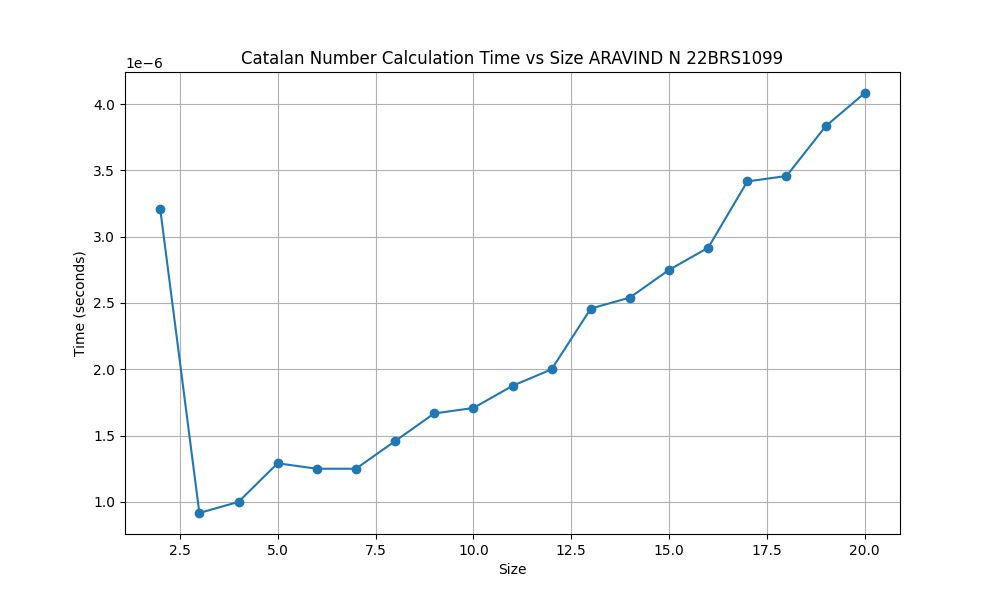 Catalan Number Calculation Time vs Size ARAVIND N 22BRS1099
1e−6
4.0
3.5
3.0
2.5
2.0
1.5
1.0
Time (seconds)
2.5 5.0 7.5 10.0 12.5 15.0 17.5 20.0
Size